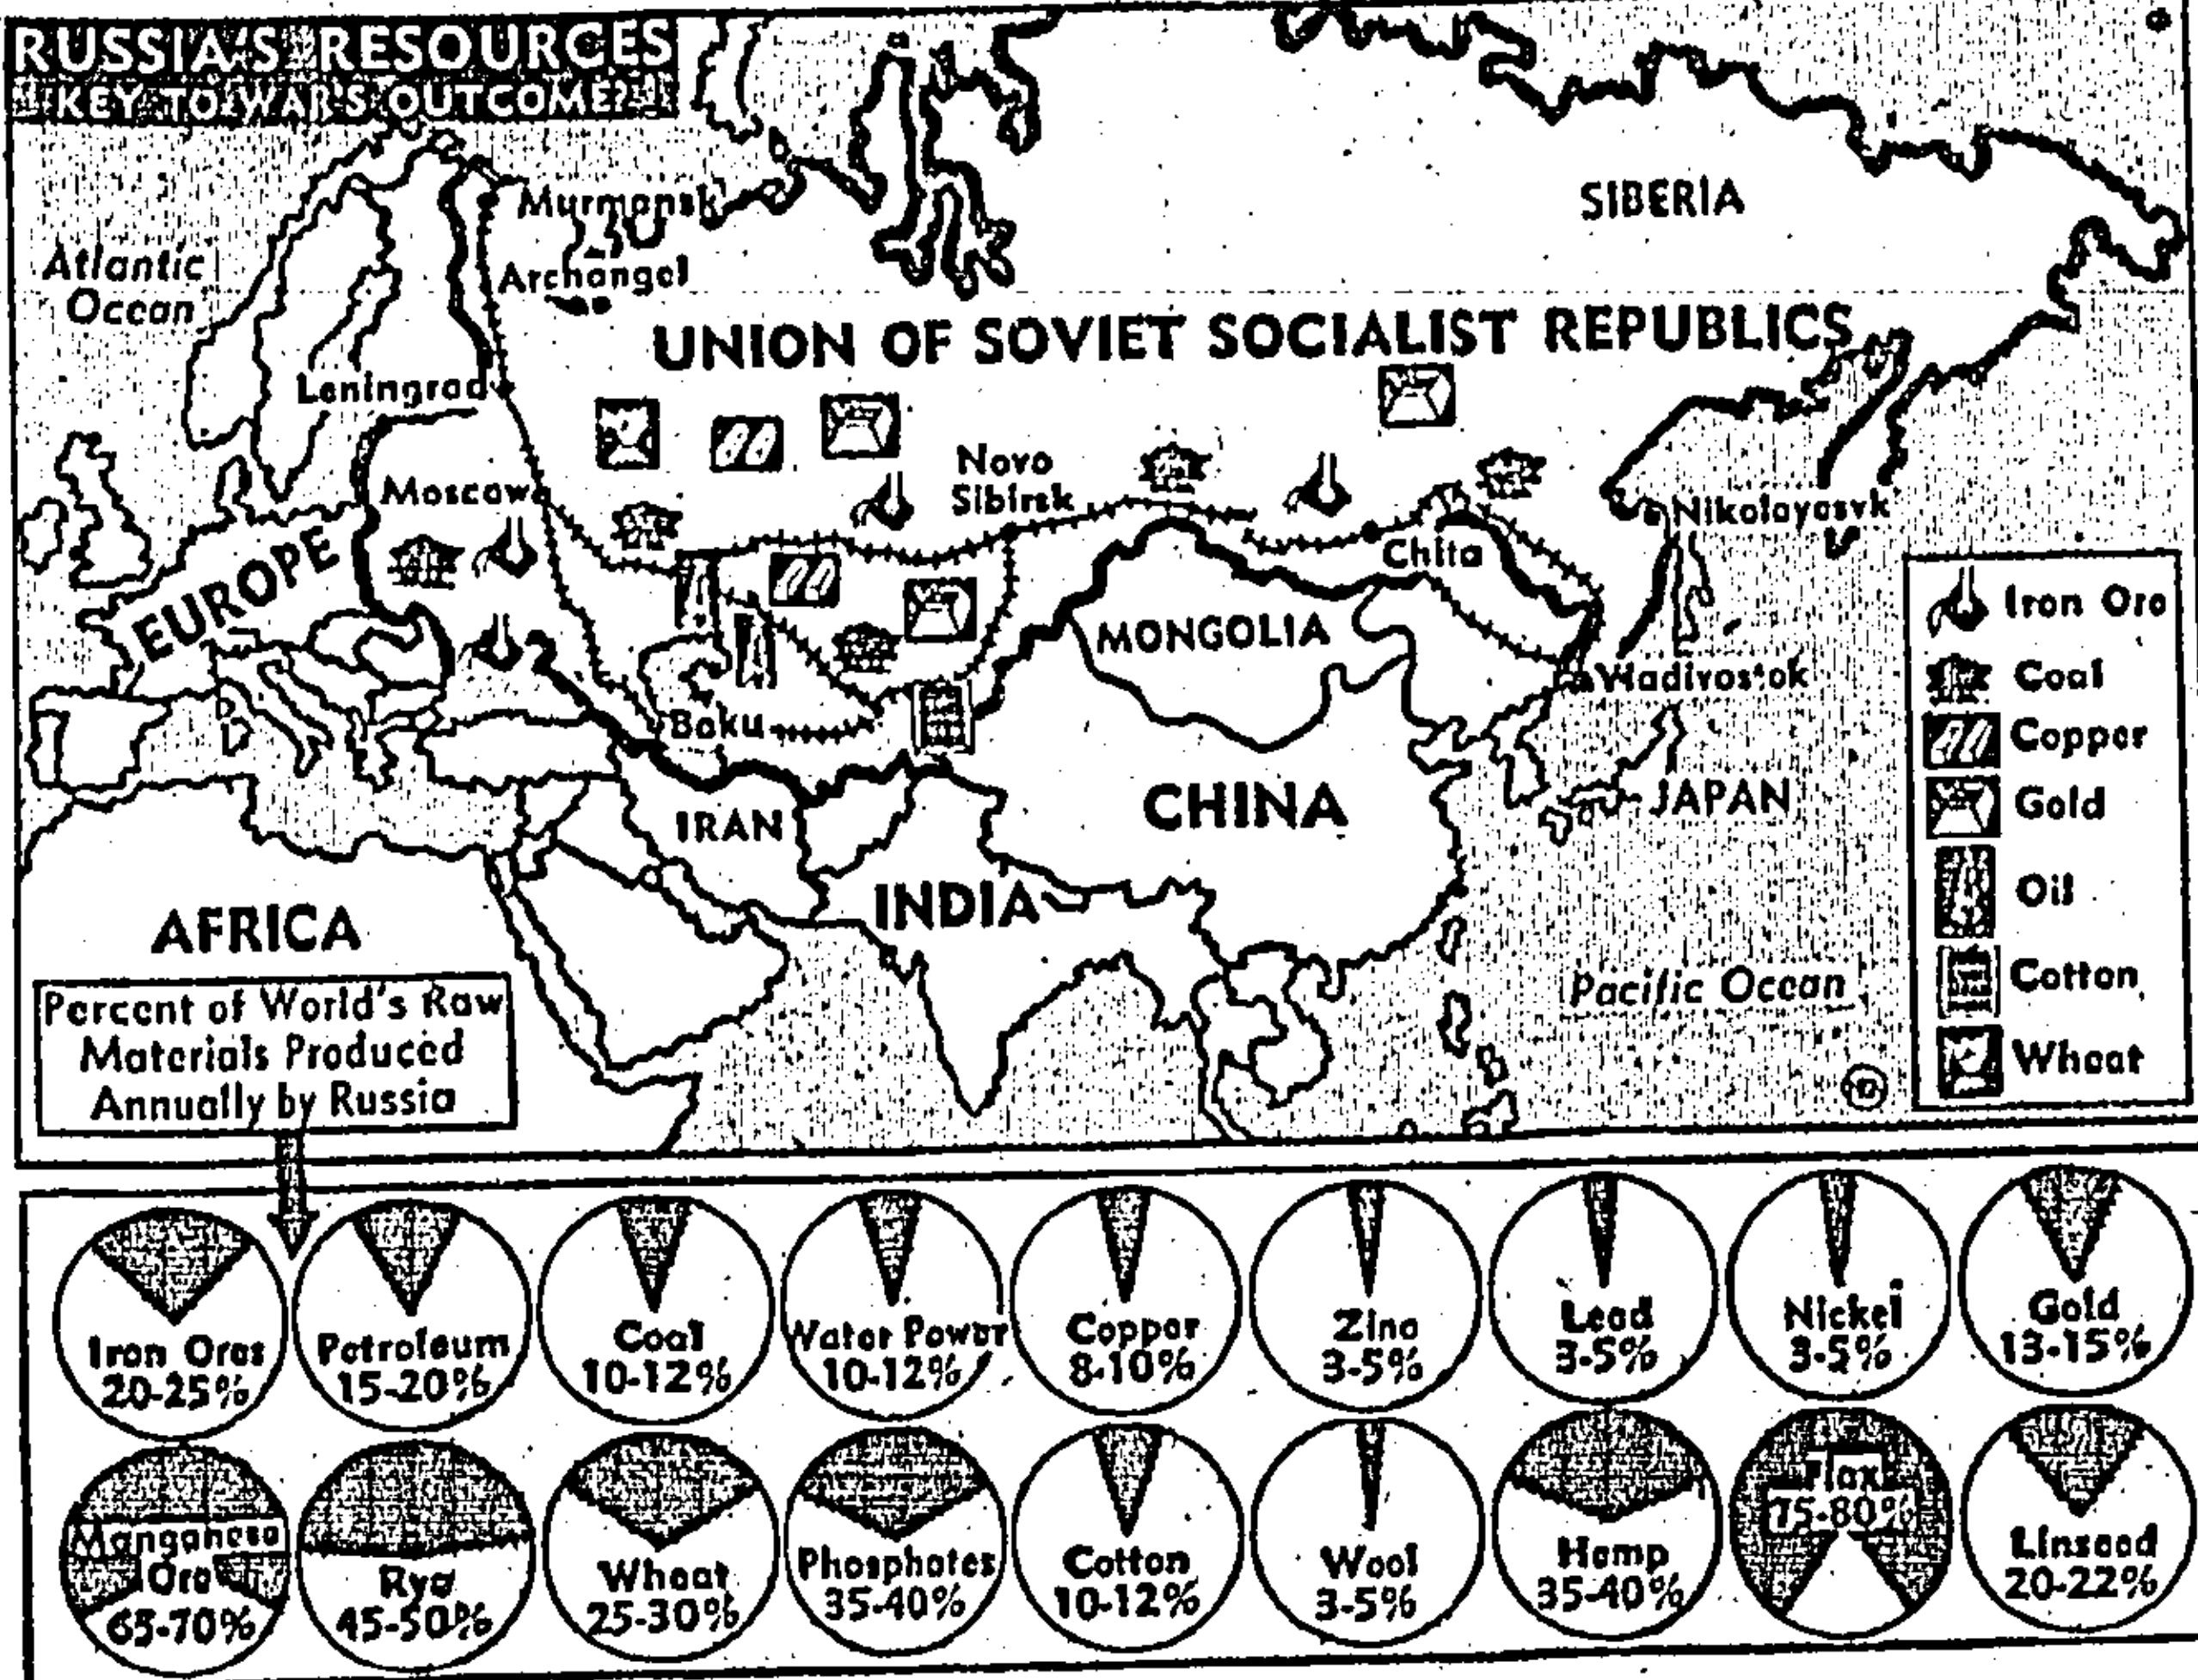 RUSSIA'S RESOURCES
KEY TO WAR'S OUTCOME?
SIBERIA
Murmansk
Atlantic
Ocean
Archangel
UNION OF SOVIET SOCIALIST REPUBLICS
Leningrad
Novo
Sibirsk
Moscow
Nikolayasvk
EUROPE
Chita
MONGOLIA
Vladivostok
Baku
IRAN
CHINA
JAPAN
INDIA
AFRICA
Pacific Ocean
Iron Ore
Coal
Copper
Gold
Oil
Cotton
Wheat
Percent of World's Raw
Materials Produced
Annually by Russia
Iron Ores
20-25%
Petroleum
15-20%
Coal
10-12%
Water Power
10-12%
Copper
8-10%
Zinc
3-5%
Lead
3-5%
Nickel
3-5%
Gold
13-15%
Manganese
Ore
65-70%
Rye
45-50%
Wheat
25-30%
Phosphates
35-40%
Cotton
10-12%
Wool
3-5%
Hemp
35-40%
Flax
75-80%
Linseed
20-22%